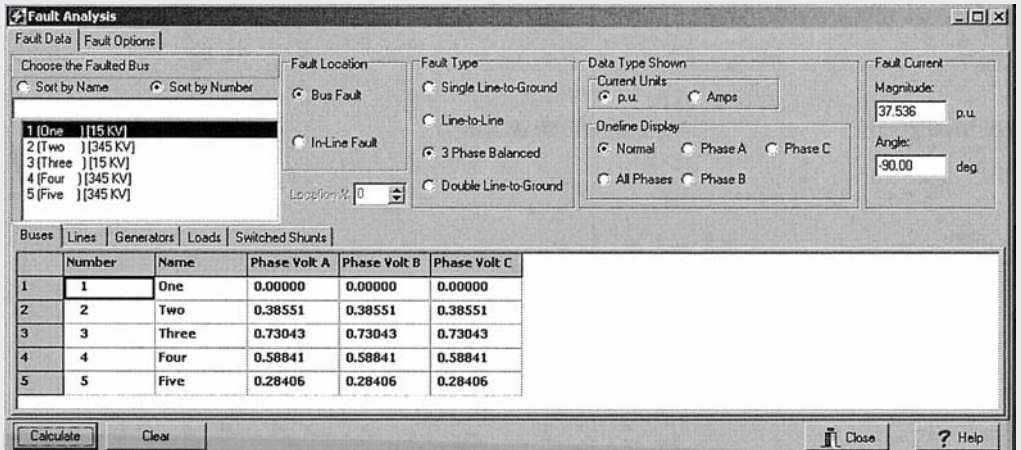 Fault Analysis
Fault Data Fault Options
Choose the Faulted Bus
Sort by Name Sort by Number
1 (One ) [15 KV]
2 (Two ) [345 KV]
3 (Three ) [15 KV]
4 (Four ) [345 KV]
5 (Five ) [345 KV]
Fault Location
Bus Fault
In-Line Fault
Location % 0
Fault Type
Single Line-to-Ground
Line-to-Line
3 Phase Balanced
Double Line-to-Ground
Data Type Shown
Current Units
p.u. Amps
Oneline Display
Normal Phase A Phase C
All Phases Phase B
Fault Current
Magnitude:
37.536 p.u.
Angle:
-90.00 deg.
Buses Lines Generators Loads Switched Shunts
Number Name Phase Volt A Phase Volt B Phase Volt C
1 1 One 0.00000 0.00000 0.00000
2 2 Two 0.38551 0.38551 0.38551
3 3 Three 0.73043 0.73043 0.73043
4 4 Four 0.58841 0.58841 0.58841
5 5 Five 0.28406 0.28406 0.28406
Calculate Clear Close ? Help